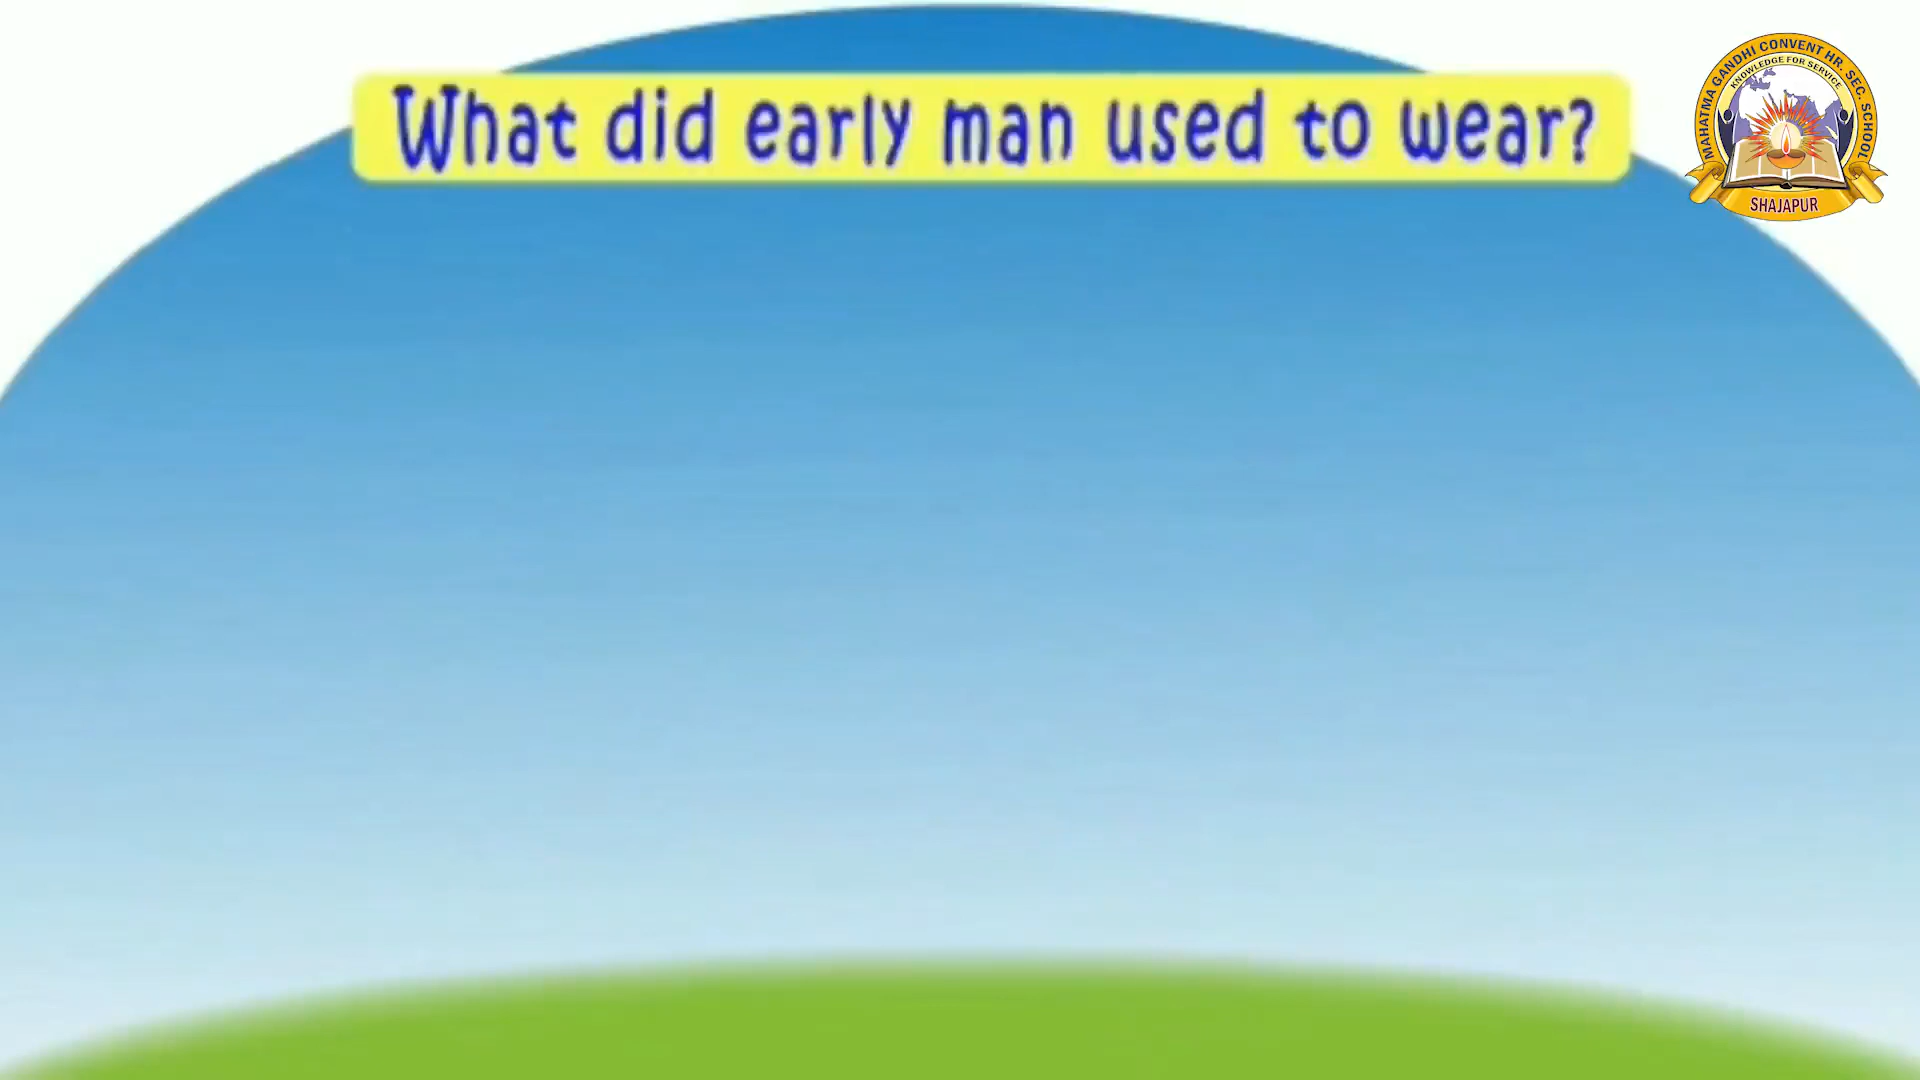 What did early man used to wear?
MAHATMA GANDHI CONVENT HR. SEC. SCHOOL
KNOWLEDGE FOR SERVICE
SHAJAPUR